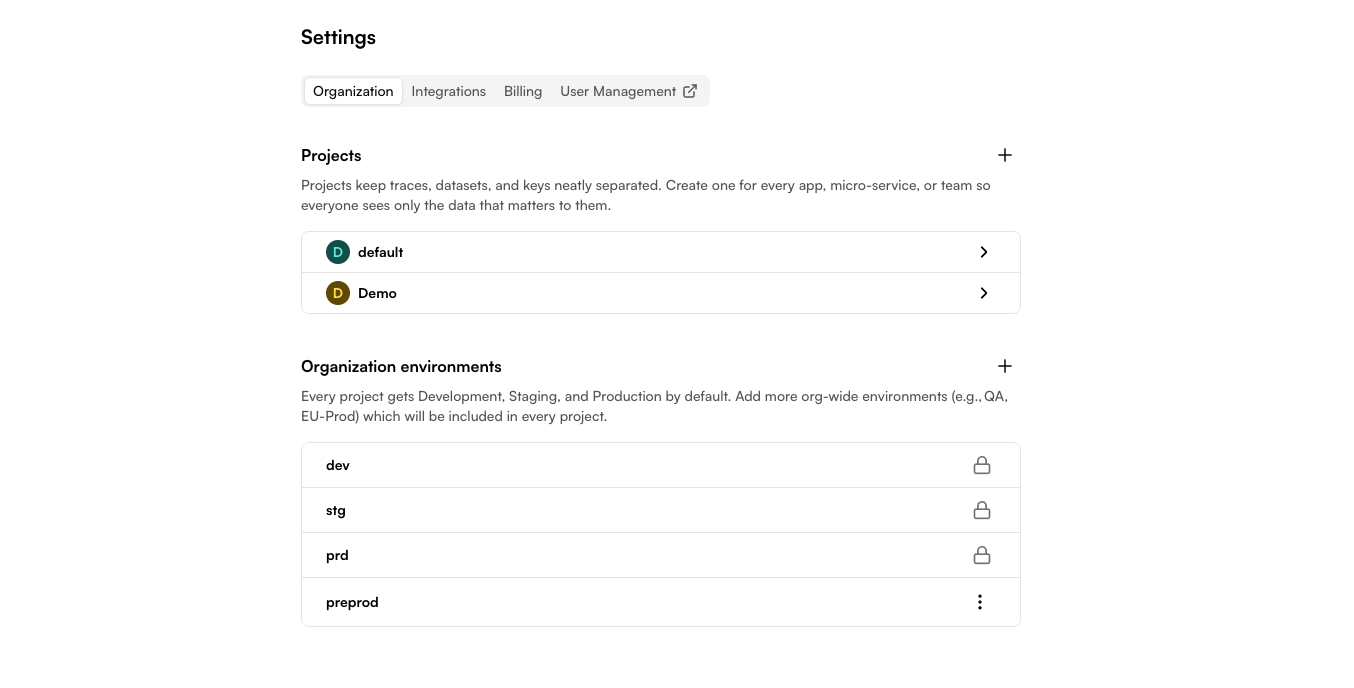 Settings
Organization Integrations Billing User Management
Projects
Projects keep traces, datasets, and keys neatly separated. Create one for every app, micro-service, or team so
everyone sees only the data that matters to them.
D default
D Demo
Organization environments
Every project gets Development, Staging, and Production by default. Add more org-wide environments (e.g., QA,
EU-Prod) which will be included in every project.
dev
stg
prd
preprod